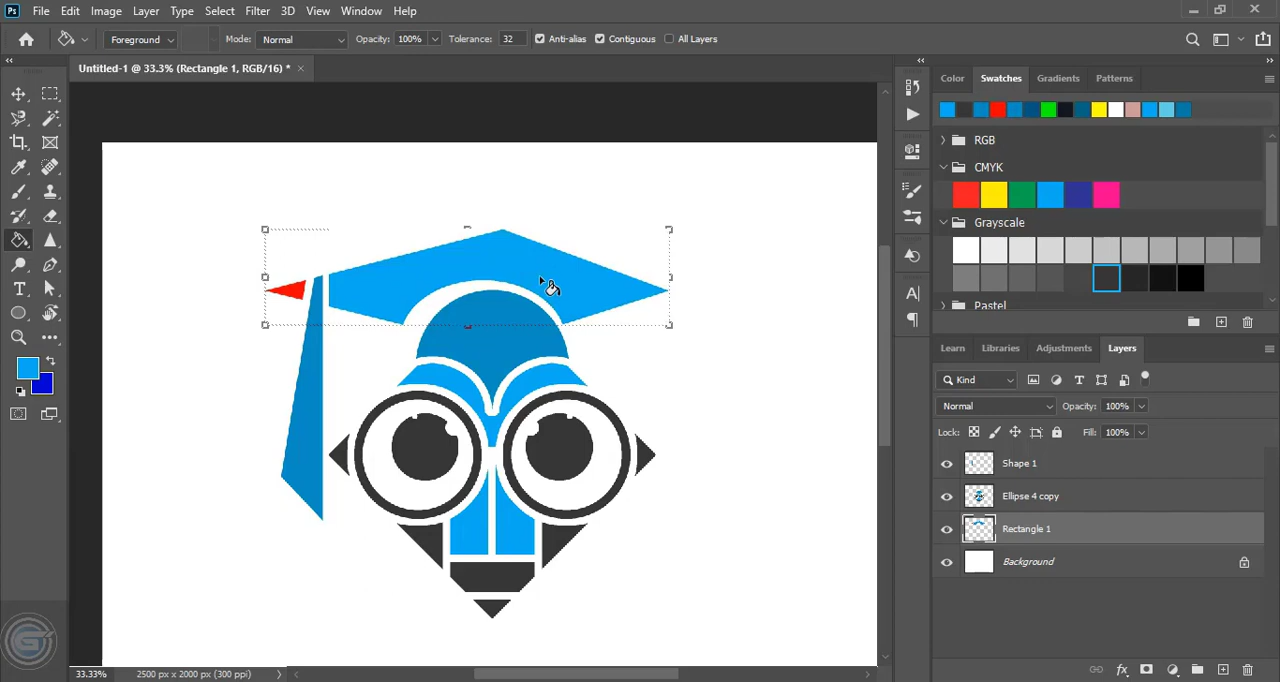 Ps File Edit Image Layer Type Select Filter 3D View Window Help
Foreground Mode: Normal Opacity: 100% Tolerance: 32 Anti-alias Contiguous All Layers
Untitled-1 @ 33.3% (Rectangle 1, RGB/16) * ×
Color Swatches Gradients Patterns
RGB
CMYK
Grayscale
Pastel
Learn Libraries Adjustments Layers
Kind
Normal Opacity: 100%
Lock: Fill: 100%
Shape 1
Ellipse 4 copy
Rectangle 1
Background
33.33% 2500 px x 2000 px (300 ppi)